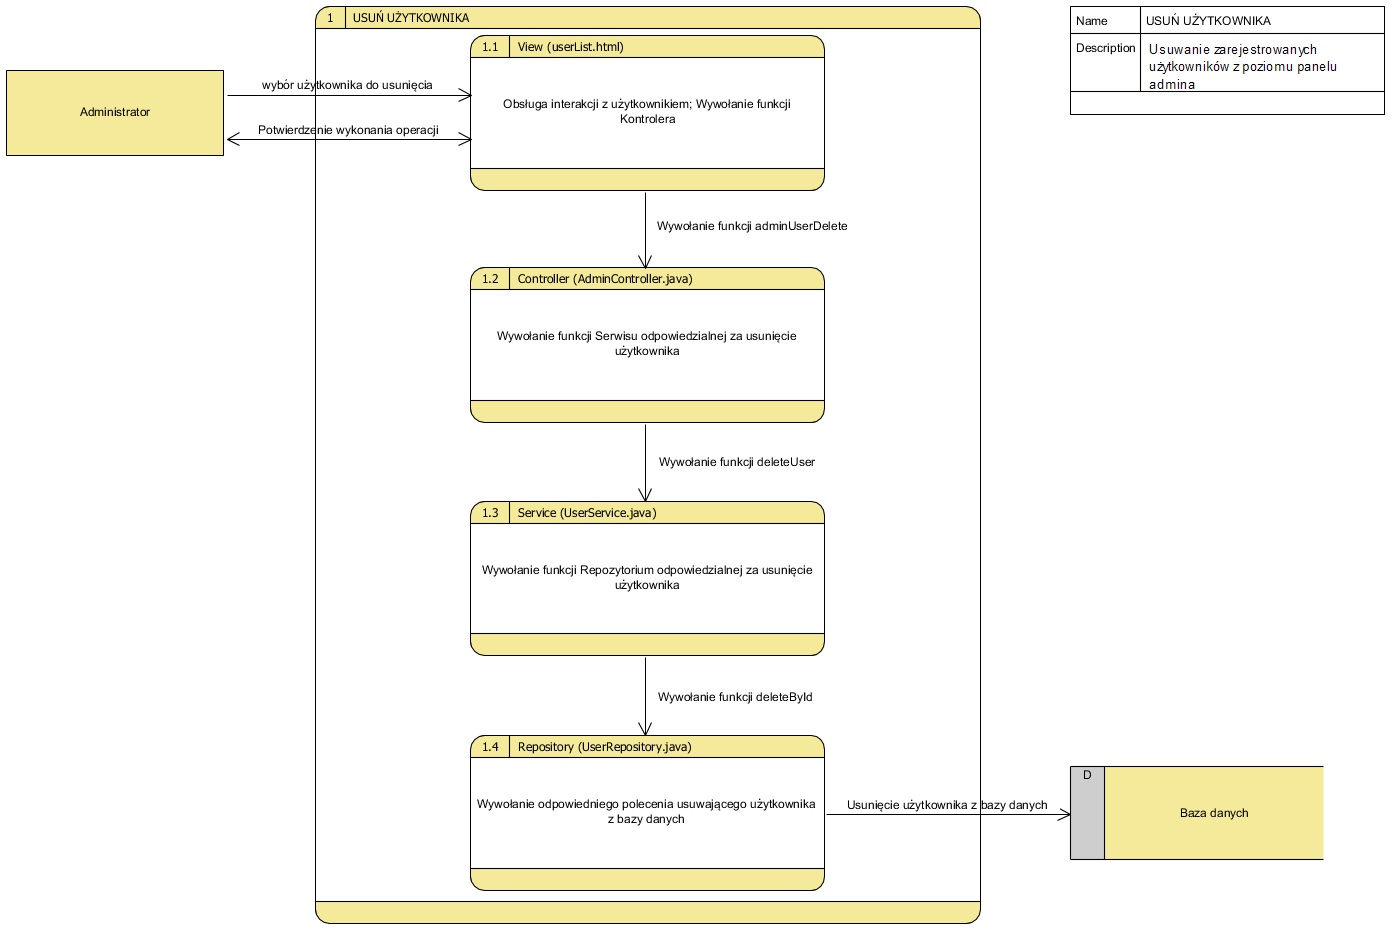 1 USUŃ UŻYTKOWNIKA
Name USUŃ UŻYTKOWNIKA
Description Usuwanie zarejestrowanych
użytkowników z poziomu panelu
admina
1.1 View (userList.html)
Obsługa interakcji z użytkownikiem; Wywołanie funkcji
Kontrolera
Administrator
wybór użytkownika do usunięcia
Potwierdzenie wykonania operacji
Wywołanie funkcji adminUserDelete
1.2 Controller (AdminController.java)
Wywołanie funkcji Serwisu odpowiedzialnej za usunięcie
użytkownika
Wywołanie funkcji deleteUser
1.3 Service (UserService.java)
Wywołanie funkcji Repozytorium odpowiedzialnej za usunięcie
użytkownika
Wywołanie funkcji deleteById
1.4 Repository (UserRepository.java)
Wywołanie odpowiedniego polecenia usuwającego użytkownika
z bazy danych
Usunięcie użytkownika z bazy danych
D
Baza danych